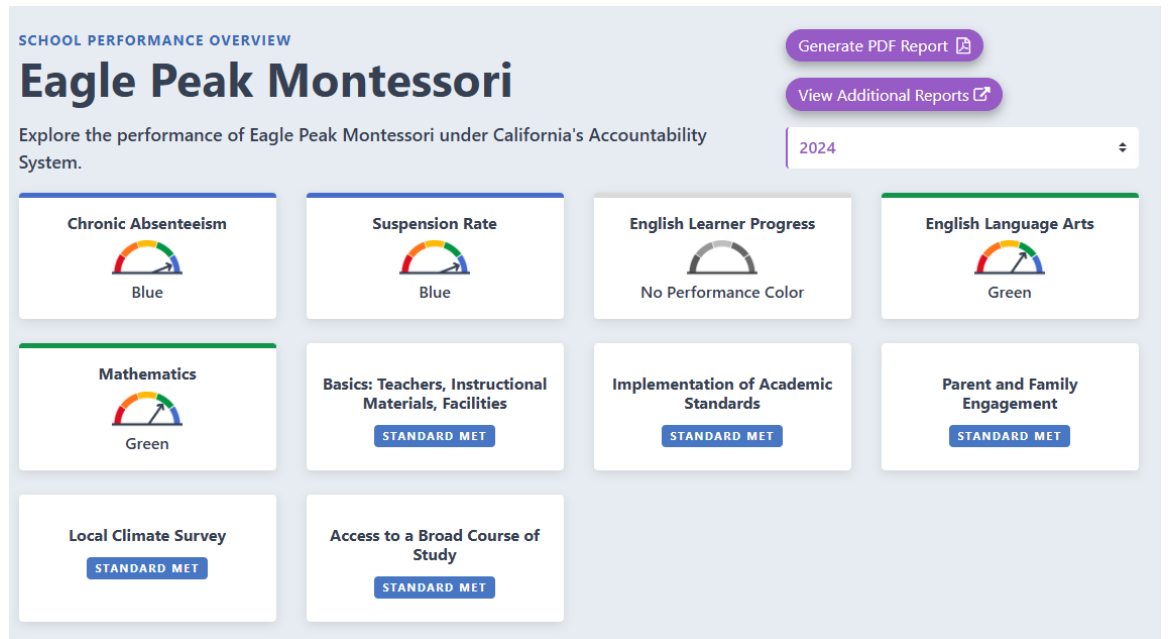 SCHOOL PERFORMANCE OVERVIEW
Eagle Peak Montessori
Explore the performance of Eagle Peak Montessori under California's Accountability
System.
Generate PDF Report
View Additional Reports
2024
Chronic Absenteeism
Blue
Suspension Rate
Blue
English Learner Progress
No Performance Color
English Language Arts
Green
Mathematics
Green
Basics: Teachers, Instructional
Materials, Facilities
STANDARD MET
Implementation of Academic
Standards
STANDARD MET
Parent and Family
Engagement
STANDARD MET
Local Climate Survey
STANDARD MET
Access to a Broad Course of
Study
STANDARD MET